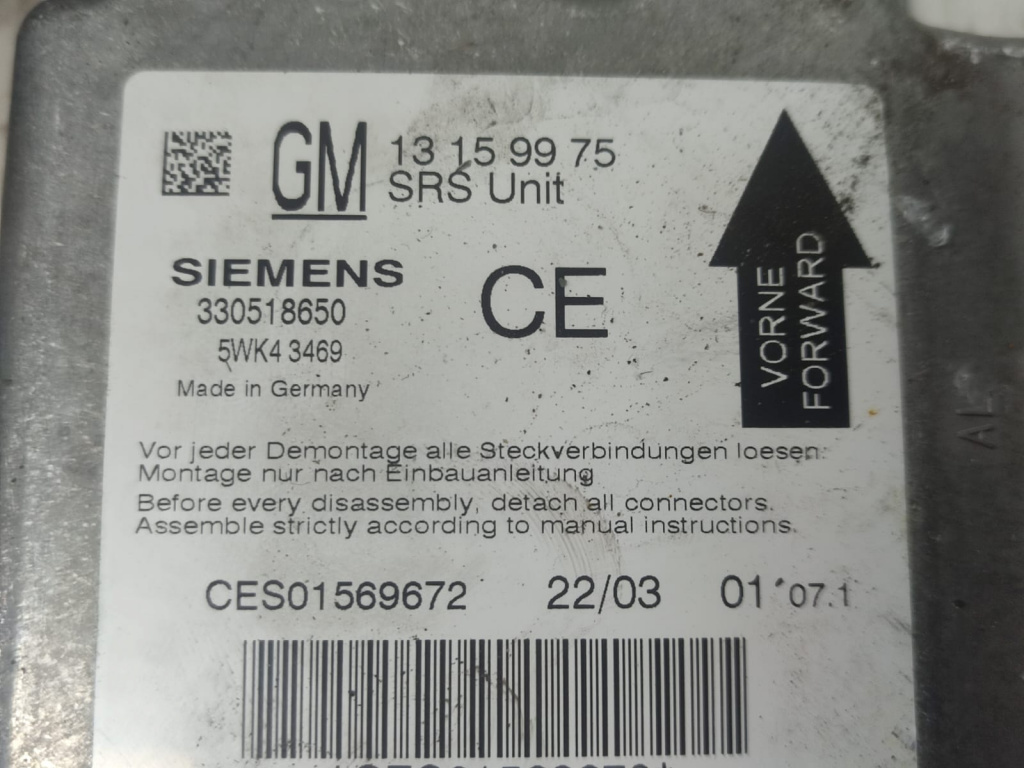 GM 13 15 99 75
SRS Unit
SIEMENS
330518650
5WK4 3469
Made in Germany
CE
VORNE
FORWARD
Vor jeder Demontage alle Steckverbindungen loesen.
Montage nur nach Einbauanleitung
Before every disassembly, detach all connectors.
Assemble strictly according to manual instructions.
CES01569672 22/03 01 07.1